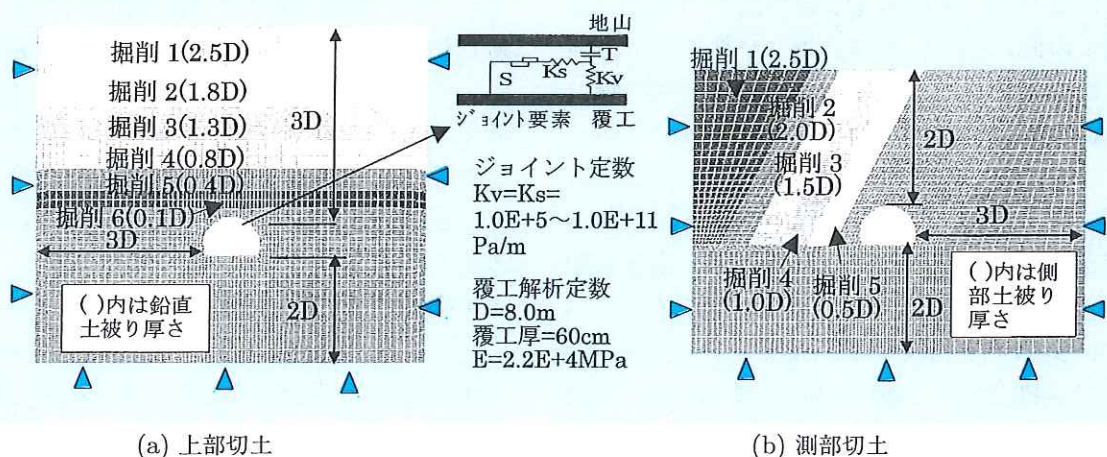 掘削 1(2.5D)
掘削 2(1.8D)
掘削 3(1.3D)
掘削 4(0.8D)
掘削 5(0.4D)
掘削 6(0.1D)
3D
3D
2D
( )内は鉛直
土被り厚さ
地山
S
Ks
T
Kv
ジョイント要素 覆工
ジョイント定数
Kv=Ks=
1.0E+5～1.0E+11
Pa/m
覆工解析定数
D=8.0m
覆工厚=60cm
E=2.2E+4MPa
掘削 1(2.5D)
掘削 2
(2.0D)
掘削 3
(1.5D)
2D
3D
掘削 4
(1.0D)
掘削 5
(0.5D)
2D
( )内は側
部土被り
厚さ
(a) 上部切土
(b) 測部切土